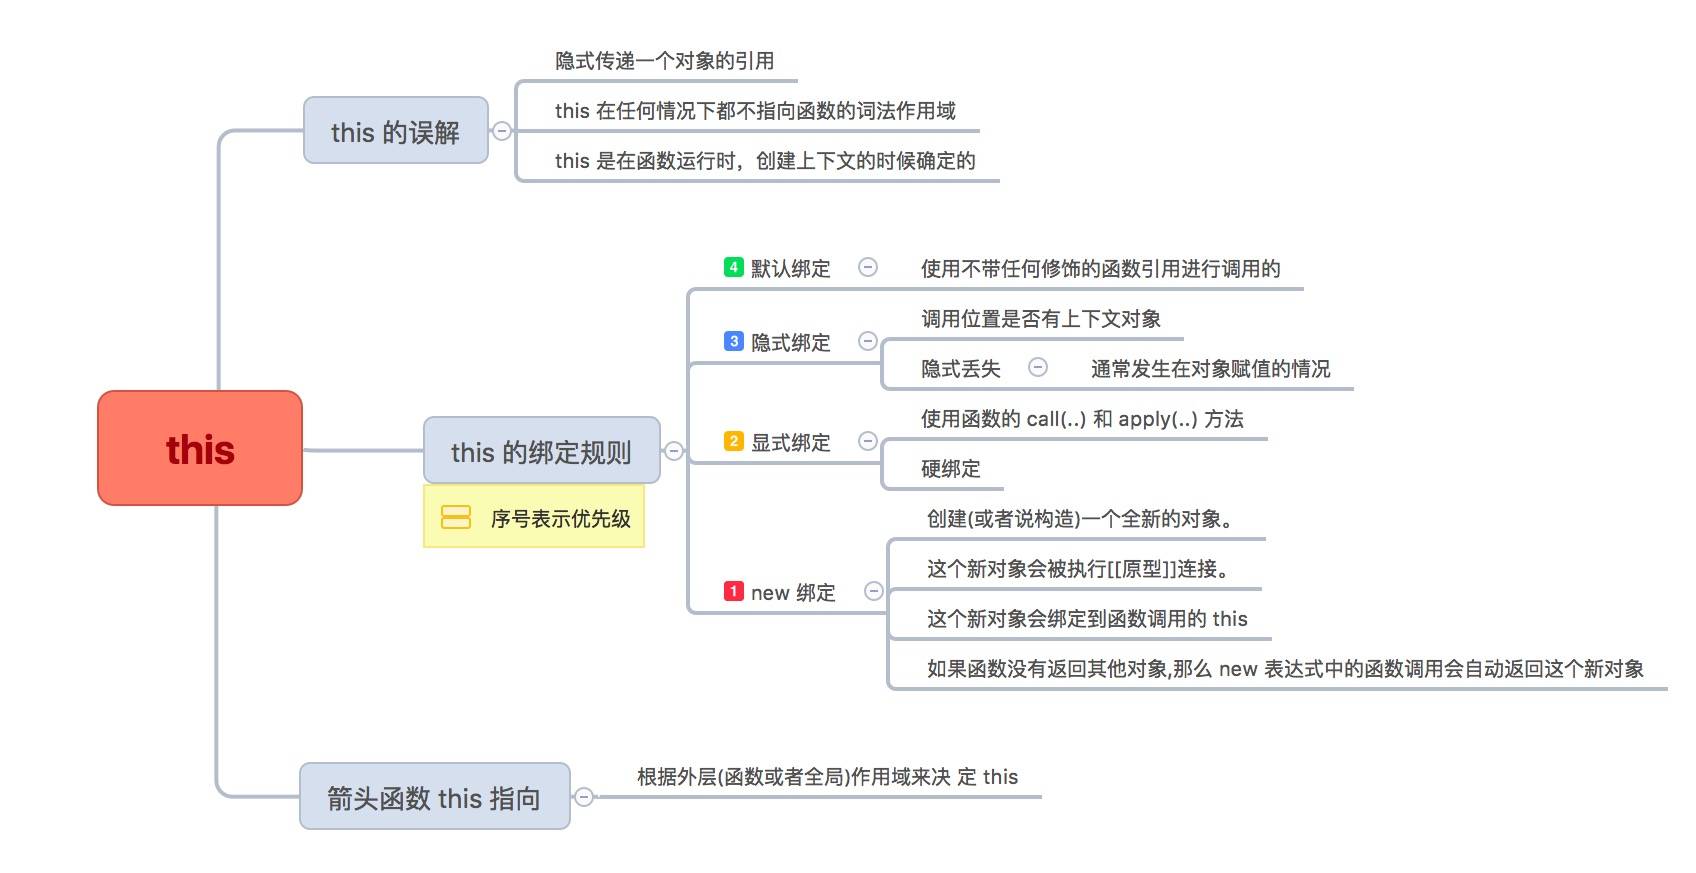 隐式传递一个对象的引用
this 在任何情况下都不指向函数的词法作用域
this 的误解
this 是在函数运行时，创建上下文的时候确定的
4 默认绑定
使用不带任何修饰的函数引用进行调用的
调用位置是否有上下文对象
3 隐式绑定
隐式丢失
通常发生在对象赋值的情况
使用函数的 call(..) 和 apply(..) 方法
2 显式绑定
硬绑定
this
this 的绑定规则
序号表示优先级
创建(或者说构造)一个全新的对象。
这个新对象会被执行[[原型]]连接。
1 new 绑定
这个新对象会绑定到函数调用的 this
如果函数没有返回其他对象,那么 new 表达式中的函数调用会自动返回这个新对象
箭头函数 this 指向
根据外层(函数或者全局)作用域来决 定 this